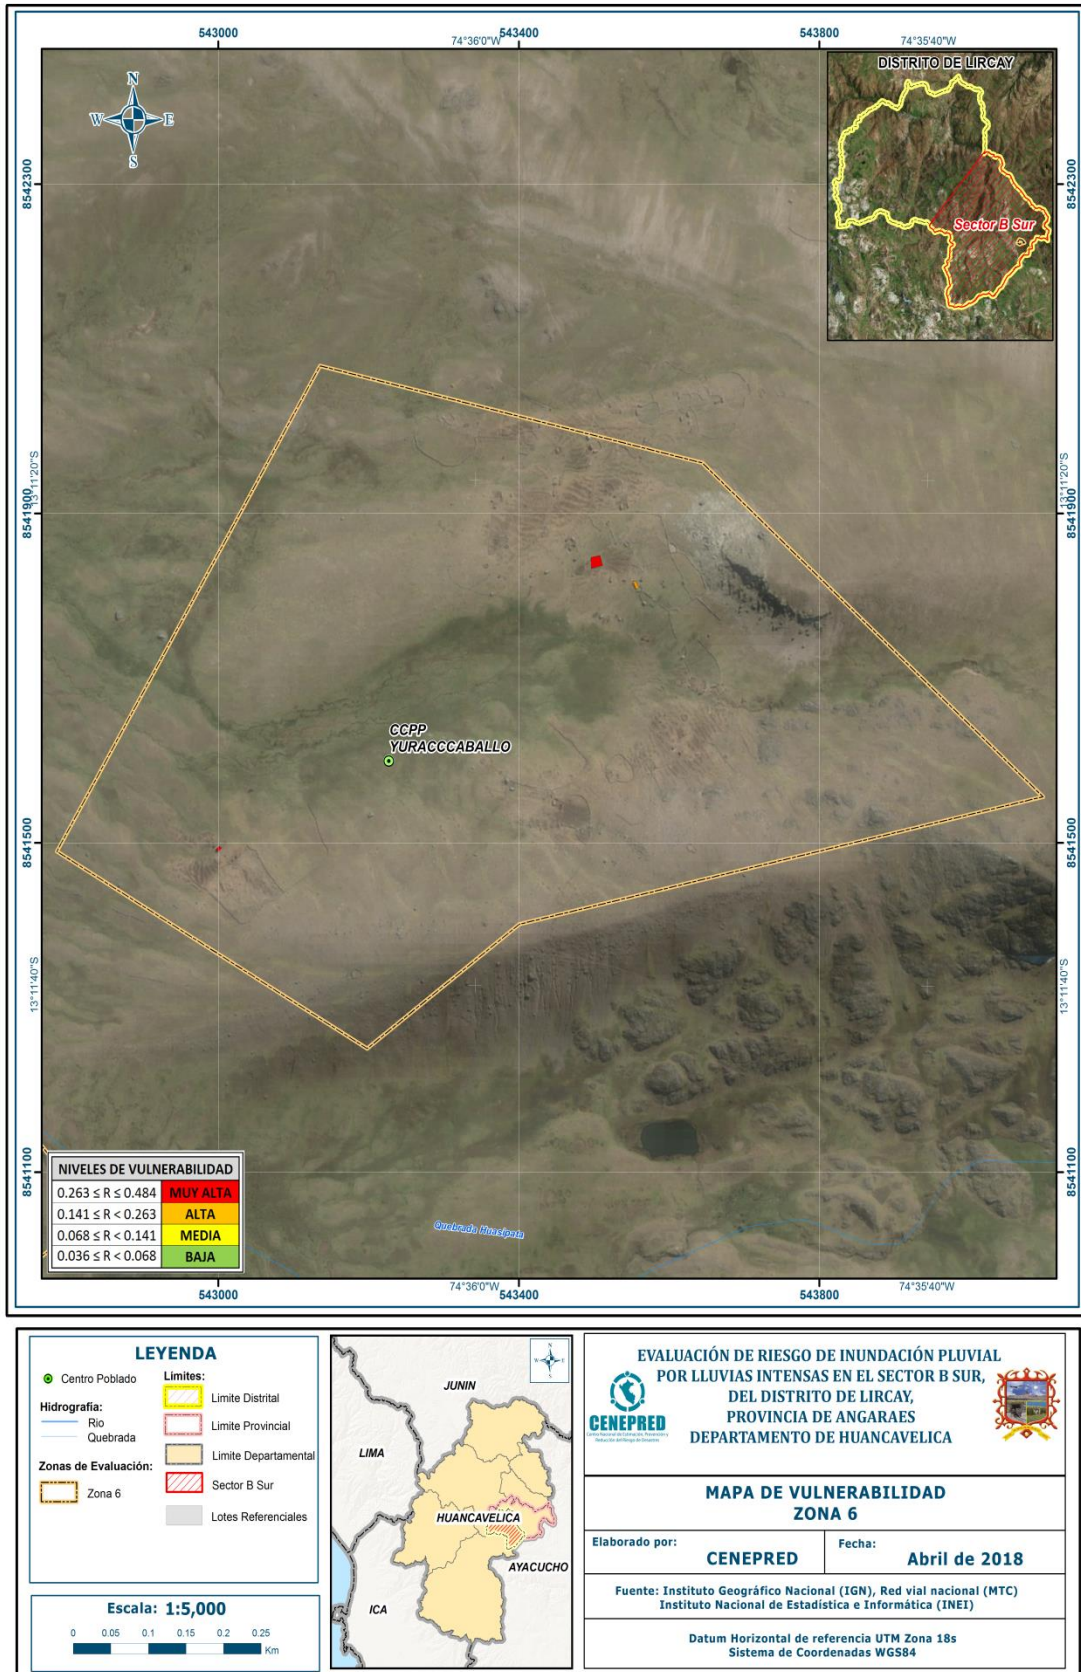 543000
543400
543800
74°36'0"W
74°35'40"W
N
W
E
S
DISTRITO DE LIRCAY
Sector B Sur
8542300
8542300
13°11'20"S
13°11'20"S
8541900
8541900
CCPP
YURACCCABALLO
8541500
8541500
13°11'40"S
13°11'40"S
8541100
8541100
NIVELES DE VULNERABILIDAD
0.263 ≤ R ≤ 0.484 MUY ALTA
0.141 ≤ R < 0.263 ALTA
0.068 ≤ R < 0.141 MEDIA
0.036 ≤ R < 0.068 BAJA
Quebrada Huasipata
74°36'0"W
74°35'40"W
543000
543400
543800
LEYENDA
Centro Poblado
Hidrografía:
Rio
Quebrada
Zonas de Evaluación:
Zona 6
Límites:
Limite Distrital
Limite Provincial
Limite Departamental
Sector B Sur
Lotes Referenciales
Escala: 1:5,000
0 0.05 0.1 0.15 0.2 0.25
Km
N
W
E
S
JUNIN
LIMA
HUANCAVELICA
AYACUCHO
ICA
EVALUACIÓN DE RIESGO DE INUNDACIÓN PLUVIAL
POR LLUVIAS INTENSAS EN EL SECTOR B SUR,
DEL DISTRITO DE LIRCAY,
PROVINCIA DE ANGARAES
DEPARTAMENTO DE HUANCAVELICA
CENEPRED
MAPA DE VULNERABILIDAD
ZONA 6
Elaborado por:
CENEPRED
Fecha:
Abril de 2018
Fuente: Instituto Geográfico Nacional (IGN), Red vial nacional (MTC)
Instituto Nacional de Estadística e Informática (INEI)
Datum Horizontal de referencia UTM Zona 18s
Sistema de Coordenadas WGS84